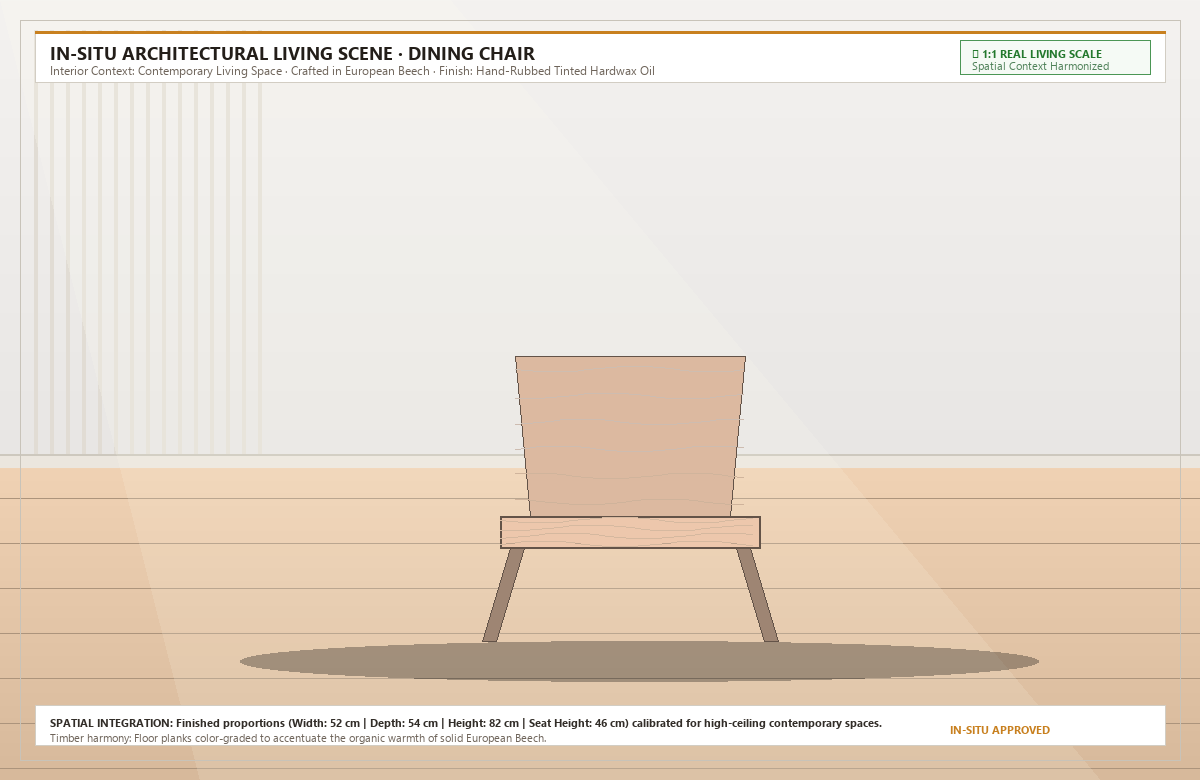 IN-SITU ARCHITECTURAL LIVING SCENE · DINING CHAIR
Interior Context: Contemporary Living Space · Crafted in European Beech · Finish: Hand-Rubbed Tinted Hardwax Oil
1:1 REAL LIVING SCALE
Spatial Context Harmonized
SPATIAL INTEGRATION: Finished proportions (Width: 52 cm | Depth: 54 cm | Height: 82 cm | Seat Height: 46 cm) calibrated for high-ceiling contemporary spaces.
Timber harmony: Floor planks color-graded to accentuate the organic warmth of solid European Beech.
IN-SITU APPROVED